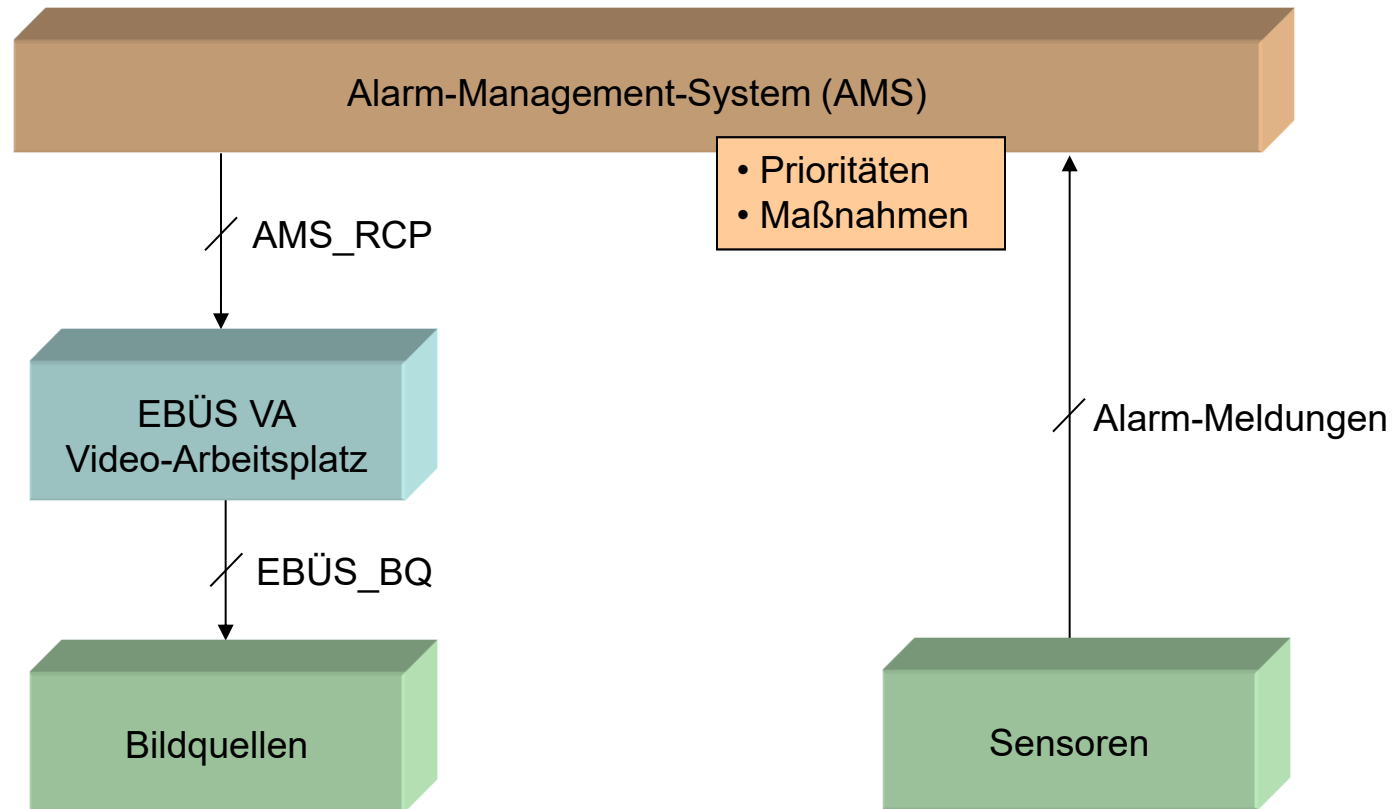 Alarm-Management-System (AMS)
• Prioritäten
• Maßnahmen
AMS_RCP
EBÜS VA
Video-Arbeitsplatz
Alarm-Meldungen
EBÜS_BQ
Bildquellen
Sensoren